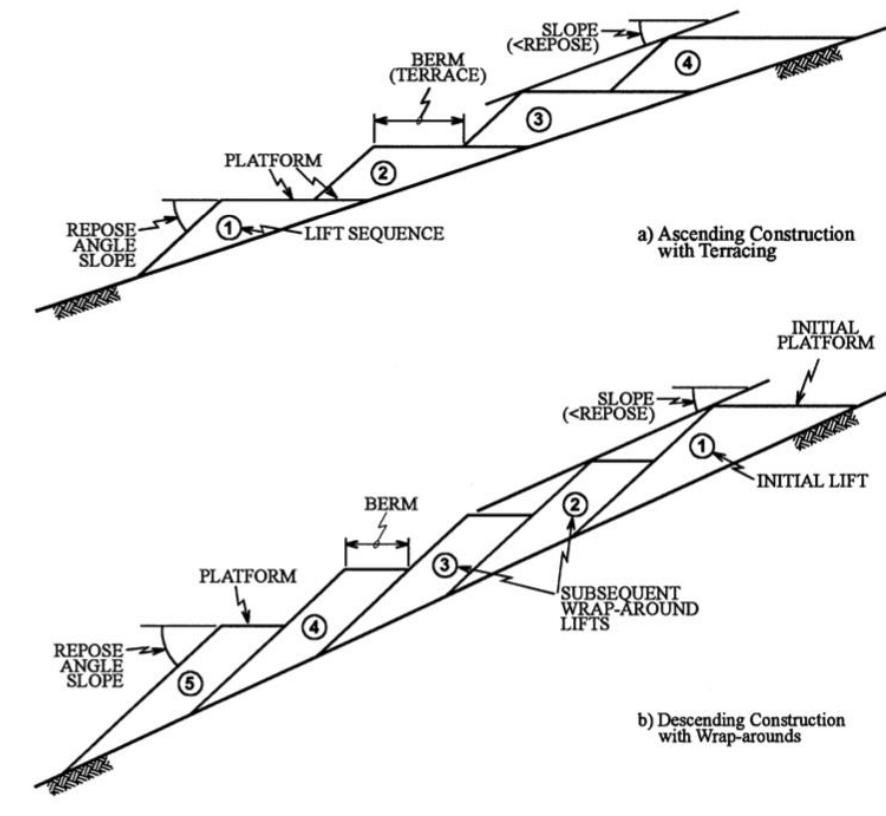 SLOPE
(<REPOSE)
BERM
(TERRACE)
4
3
PLATFORM
2
REPOSE
ANGLE
SLOPE
1
LIFT SEQUENCE
a) Ascending Construction
with Terracing
INITIAL
PLATFORM
SLOPE
(<REPOSE)
1
INITIAL LIFT
BERM
2
3
PLATFORM
SUBSEQUENT
WRAP-AROUND
LIFTS
4
REPOSE
ANGLE
SLOPE
5
b) Descending Construction
with Wrap-arounds